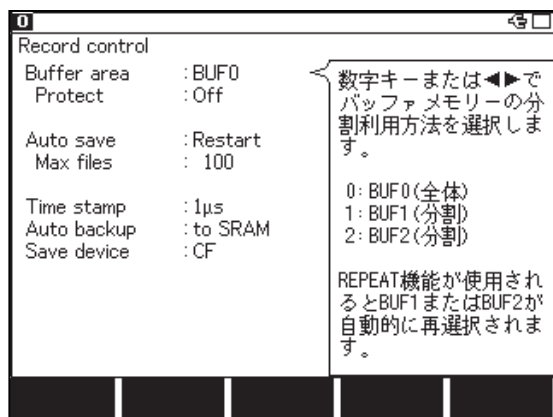 0
Record control
Buffer area :BUF0
Protect :Off
Auto save :Restart
Max files : 100
Time stamp :1μs
Auto backup :to SRAM
Save device :CF
数字キーまたは◀▶で
バッファメモリーの分
割利用方法を選択しま
す。
0:BUF0(全体)
1:BUF1(分割)
2:BUF2(分割)
REPEAT機能が使用され
るとBUF1またはBUF2が
自動的に再選択されま
す。